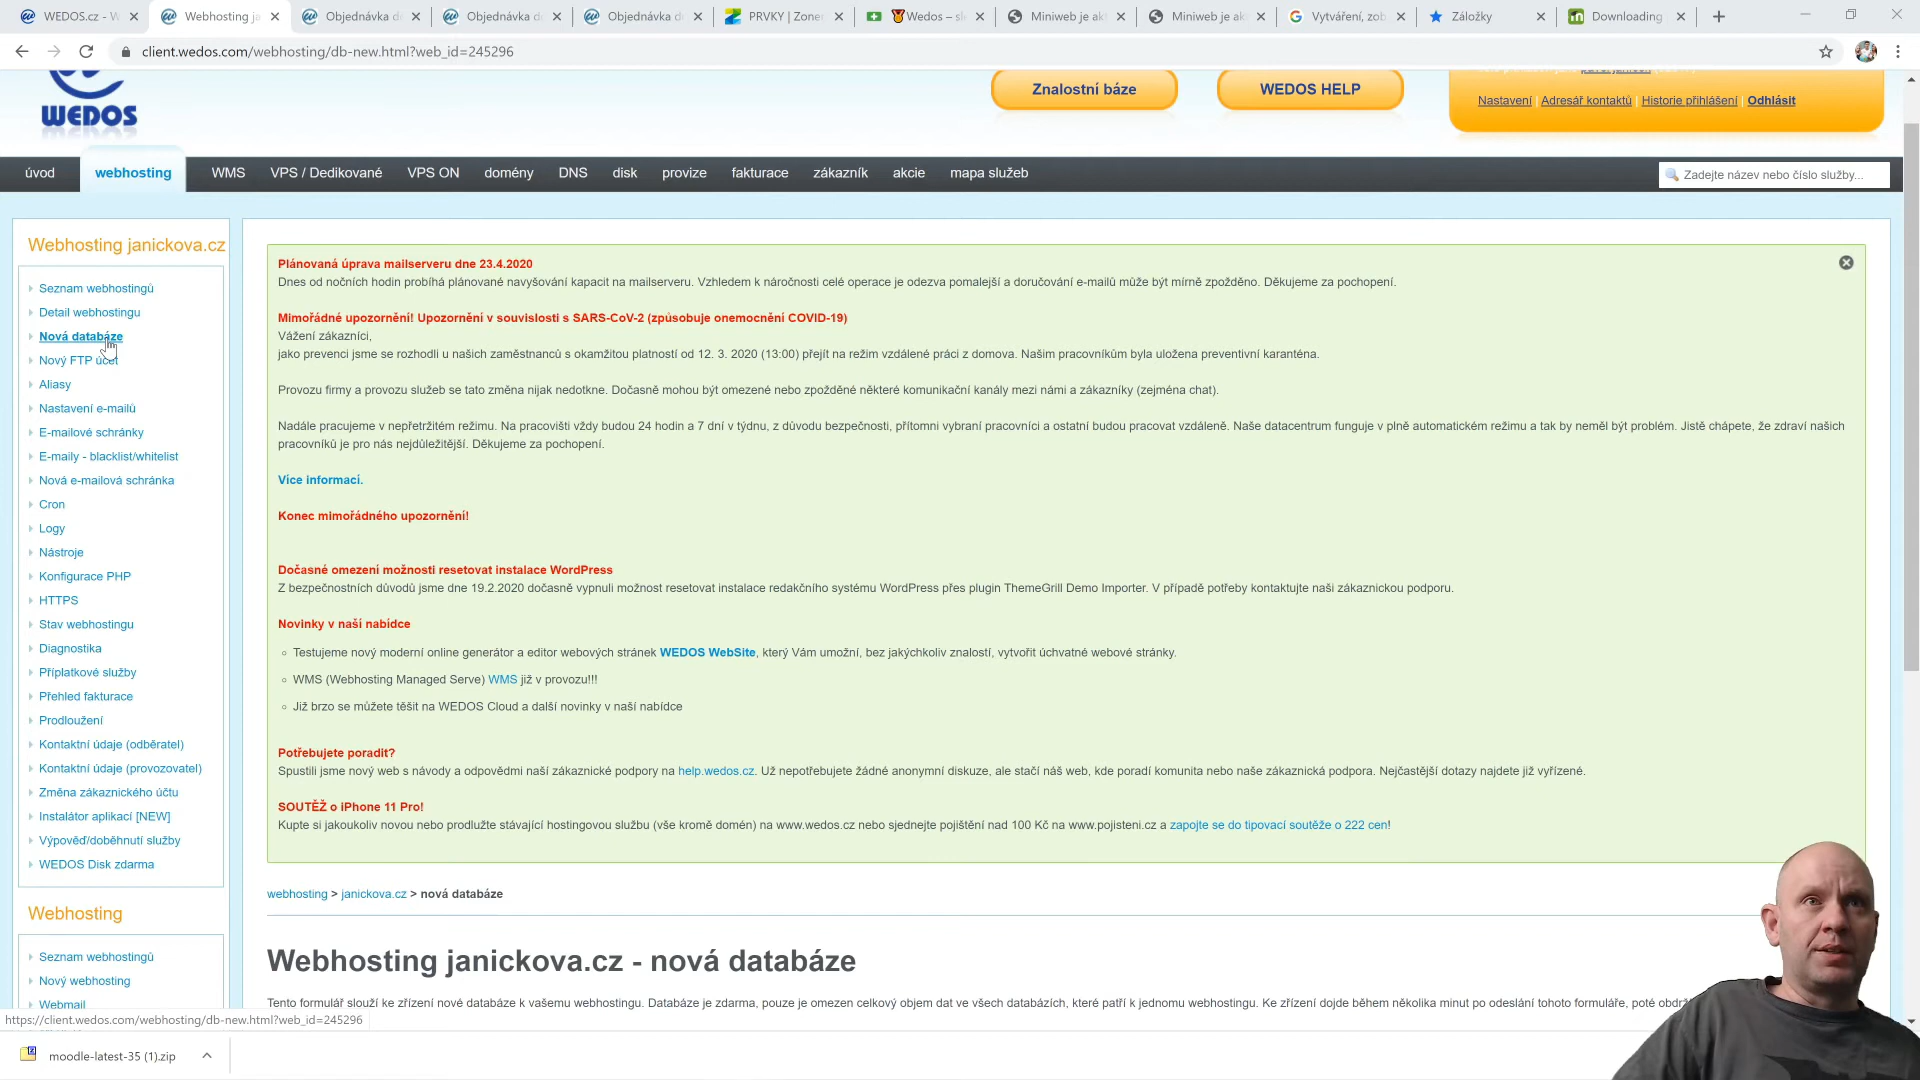 WEDOS.cz - W
Webhosting ja
Objednávka d
Objednávka d
Objednávka d
PRVKY | Zoner
Wedos – sl
Miniweb je ak
Miniweb je ak
Vytváření, zob
Záložky
Downloading
client.wedos.com/webhosting/db-new.html?web_id=245296
WEDOS
Znalostní báze
WEDOS HELP
Nastavení | Adresář kontaktů | Historie přihlášení | Odhlásit
úvod
webhosting
WMS
VPS / Dedikované
VPS ON
domény
DNS
disk
provize
fakturace
zákazník
akcie
mapa služeb
Zadejte název nebo číslo služby...
Webhosting janickova.cz
Seznam webhostingů
Detail webhostingu
Nová databáze
Nový FTP účet
Aliasy
Nastavení e-mailů
E-mailové schránky
E-maily - blacklist/whitelist
Nová e-mailová schránka
Cron
Logy
Nástroje
Konfigurace PHP
HTTPS
Stav webhostingu
Diagnostika
Příplatkové služby
Přehled fakturace
Prodloužení
Kontaktní údaje (odběratel)
Kontaktní údaje (provozovatel)
Změna zákaznického účtu
Instalátor aplikací [NEW]
Výpověď/doběhnutí služby
WEDOS Disk zdarma
Webhosting
Seznam webhostingů
Nový webhosting
Webmail
Plánovaná úprava mailserveru dne 23.4.2020
Dnes od nočních hodin probíhá plánované navyšování kapacit na mailserveru. Vzhledem k náročnosti celé operace je odezva pomalejší a doručování e-mailů může být mírně zpožděno. Děkujeme za pochopení.
Mimořádné upozornění! Upozornění v souvislosti s SARS-CoV-2 (způsobuje onemocnění COVID-19)
Vážení zákazníci,
jako prevenci jsme se rozhodli u našich zaměstnanců s okamžitou platností od 12. 3. 2020 (13:00) přejít na režim vzdálené práci z domova. Našim pracovníkům byla uložena preventivní karanténa.
Provozu firmy a provozu služeb se tato změna nijak nedotkne. Dočasně mohou být omezené nebo zpožděné některé komunikační kanály mezi námi a zákazníky (zejména chat).
Nadále pracujeme v nepřetržitém režimu. Na pracovišti vždy budou 24 hodin a 7 dní v týdnu, z důvodu bezpečnosti, přítomni vybraní pracovníci a ostatní budou pracovat vzdáleně. Naše datacentrum funguje v plně automatickém režimu a tak by neměl být problém. Jistě chápete, že zdraví našich
pracovníků je pro nás nejdůležitější. Děkujeme za pochopení.
Více informací.
Konec mimořádného upozornění!
Dočasné omezení možnosti resetovat instalace WordPress
Z bezpečnostních důvodů jsme dne 19.2.2020 dočasně vypnuli možnost resetovat instalace redakčního systému WordPress přes plugin ThemeGrill Demo Importer. V případě potřeby kontaktujte naši zákaznickou podporu.
Novinky v naší nabídce
Testujeme nový moderní online generátor a editor webových stránek WEDOS WebSite, který Vám umožní, bez jakýchkoliv znalostí, vytvořit úchvatné webové stránky.
WMS (Webhosting Managed Serve) WMS již v provozu!!!
Již brzo se můžete těšit na WEDOS Cloud a další novinky v naší nabídce
Potřebujete poradit?
Spustili jsme nový web s návody a odpověďmi naší zákaznické podpory na help.wedos.cz. Už nepotřebujete žádné anonymní diskuze, ale stačí náš web, kde poradí komunita nebo naše zákaznická podpora. Nejčastější dotazy najdete již vyřízené.
SOUTĚŽ o iPhone 11 Pro!
Kupte si jakoukoliv novou nebo prodlužte stávající hostingovou službu (vše kromě domén) na www.wedos.cz nebo sjednejte pojištění nad 100 Kč na www.pojisteni.cz a zapojte se do tipovací soutěže o 222 cen!
webhosting > janickova.cz > nová databáze
Webhosting janickova.cz - nová databáze
Tento formulář slouží ke zřízení nové databáze k vašemu webhostingu. Databáze je zdarma, pouze je omezen celkový objem dat ve všech databázích, které patří k jednomu webhostingu. Ke zřízení dojde během několika minut po odeslání tohoto formuláře, poté obdrž
https://client.wedos.com/webhosting/db-new.html?web_id=245296
moodle-latest-35 (1).zip